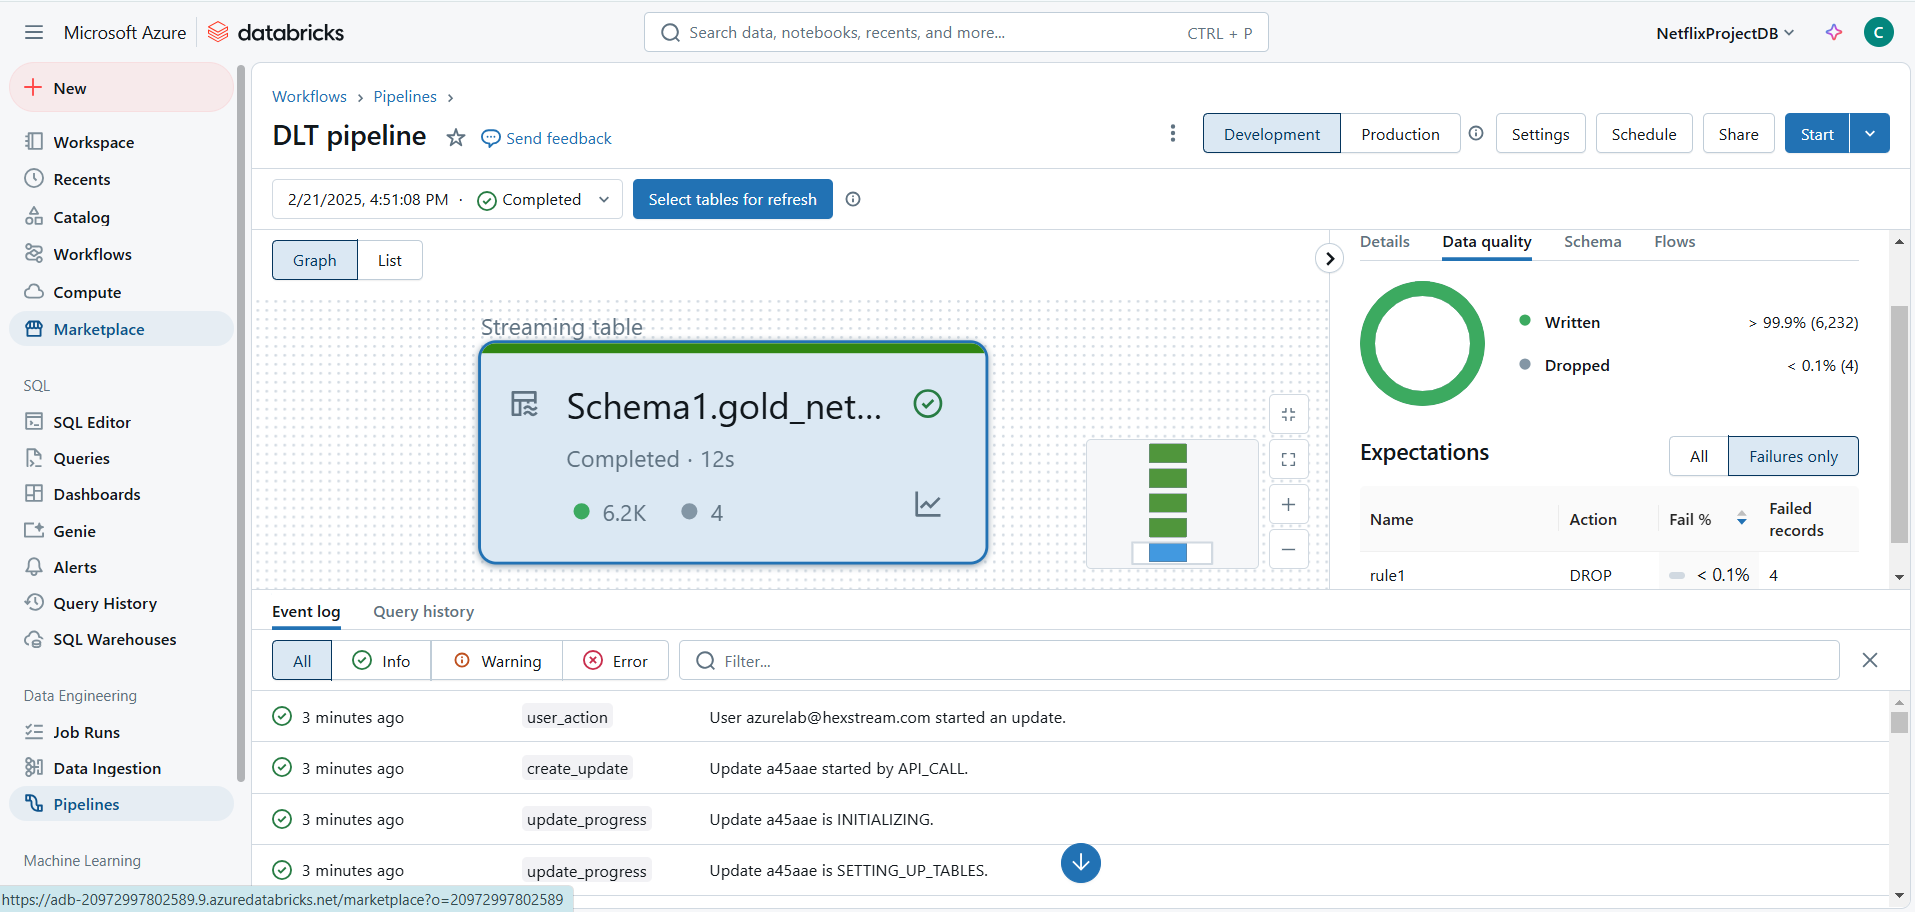 Microsoft Azure databricks
Search data, notebooks, recents, and more... CTRL + P
NetflixProjectDB
C
New
Workspace
Recents
Catalog
Workflows
Compute
Marketplace
SQL
SQL Editor
Queries
Dashboards
Genie
Alerts
Query History
SQL Warehouses
Data Engineering
Job Runs
Data Ingestion
Pipelines
Machine Learning
https://adb-20972997802589.9.azuredatabricks.net/marketplace?o=20972997802589
Workflows › Pipelines ›
DLT pipeline Send feedback
Development Production Settings Schedule Share Start
2/21/2025, 4:51:08 PM · Completed Select tables for refresh
Graph List
Streaming table
Schema1.gold_net...
Completed · 12s
6.2K 4
Details Data quality Schema Flows
Written > 99.9% (6,232)
Dropped < 0.1% (4)
Expectations All Failures only
Name Action Fail % Failed records
rule1 DROP < 0.1% 4
Event log Query history
All Info Warning Error Filter...
3 minutes ago user_action User azurelab@hexstream.com started an update.
3 minutes ago create_update Update a45aae started by API_CALL.
3 minutes ago update_progress Update a45aae is INITIALIZING.
3 minutes ago update_progress Update a45aae is SETTING_UP_TABLES.